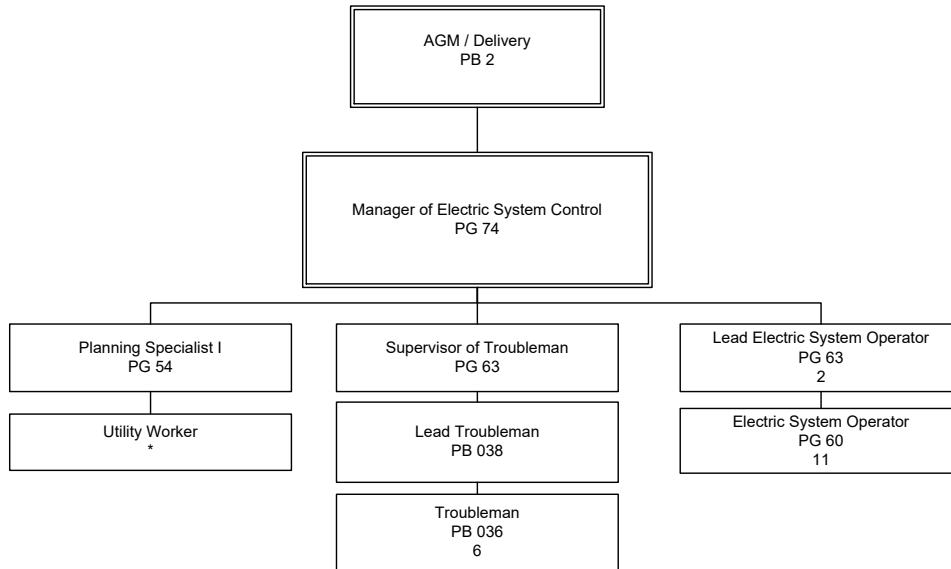 AGM / Delivery
PB 2
Manager of Electric System Control
PG 74
Planning Specialist I
PG 54
Utility Worker
*
Supervisor of Troubleman
PG 63
Lead Troubleman
PB 038
Troubleman
PB 036
6
Lead Electric System Operator
PG 63
2
Electric System Operator
PG 60
11